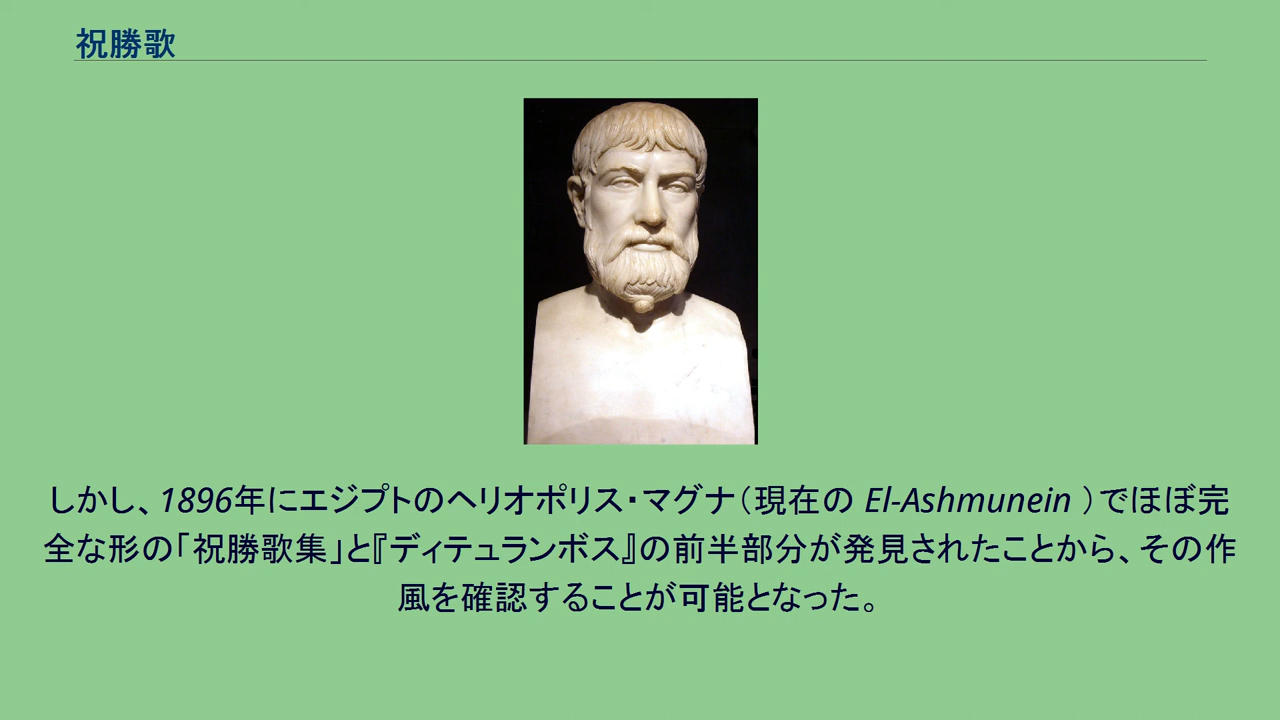 祝勝歌
しかし、1896年にエジプトのヘリオポリス・マグナ（現在の El-Ashmunein ）でほぼ完
全な形の「祝勝歌集」と『ディテュランボス』の前半部分が発見されたことから、その作
風を確認することが可能となった。